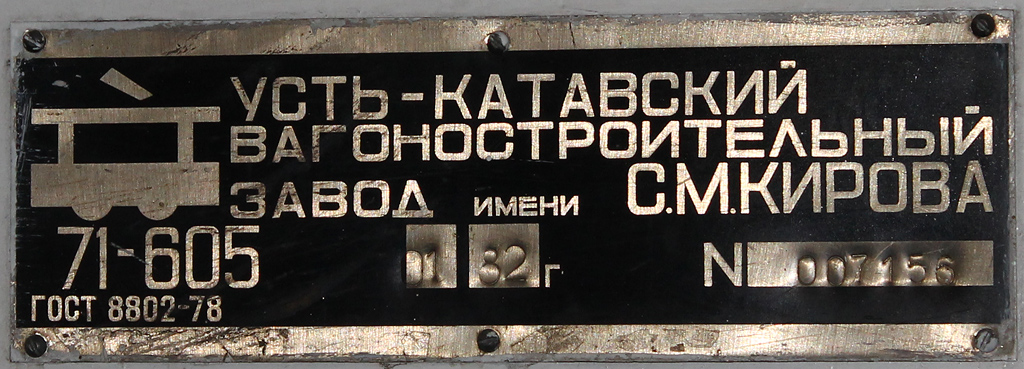 УСТЬ-КАТАВСКИЙ
ВАГОНОСТРОИТЕЛЬНЫЙ
ЗАВОД ИМЕНИ С.М.КИРОВА
71-605 01 82 г N 007156
ГОСТ 8802-78